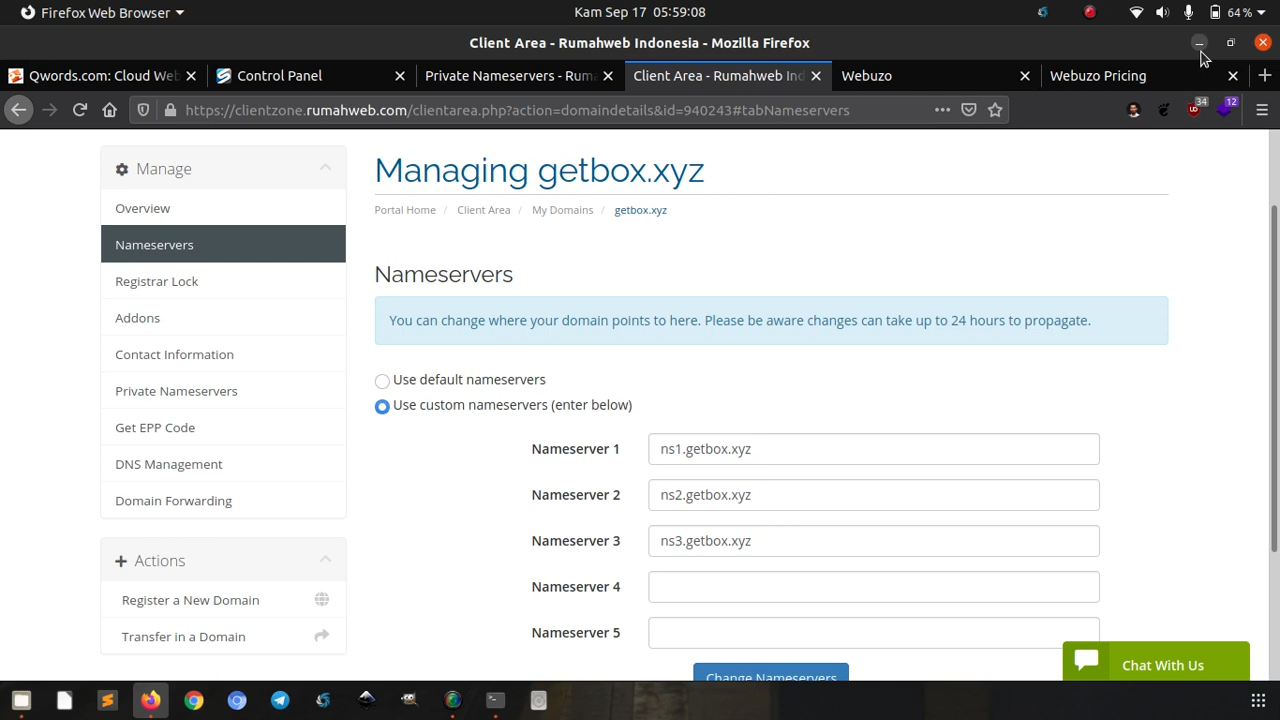 Firefox Web Browser
Kam Sep 17 05:59:08
64 %
Client Area - Rumahweb Indonesia - Mozilla Firefox
Qwords.com: Cloud Web
Control Panel
Private Nameservers - Rum
Client Area - Rumahweb Ind
Webuzo
Webuzo Pricing
https://clientzone.rumahweb.com/clientarea.php?action=domaindetails&id=940243#tabNameservers
34
12
Manage
Overview
Nameservers
Registrar Lock
Addons
Contact Information
Private Nameservers
Get EPP Code
DNS Management
Domain Forwarding
Actions
Register a New Domain
Transfer in a Domain
Managing getbox.xyz
Portal Home / Client Area / My Domains / getbox.xyz
Nameservers
You can change where your domain points to here. Please be aware changes can take up to 24 hours to propagate.
Use default nameservers
Use custom nameservers (enter below)
Nameserver 1 ns1.getbox.xyz
Nameserver 2 ns2.getbox.xyz
Nameserver 3 ns3.getbox.xyz
Nameserver 4
Nameserver 5
Change Nameservers
Chat With Us